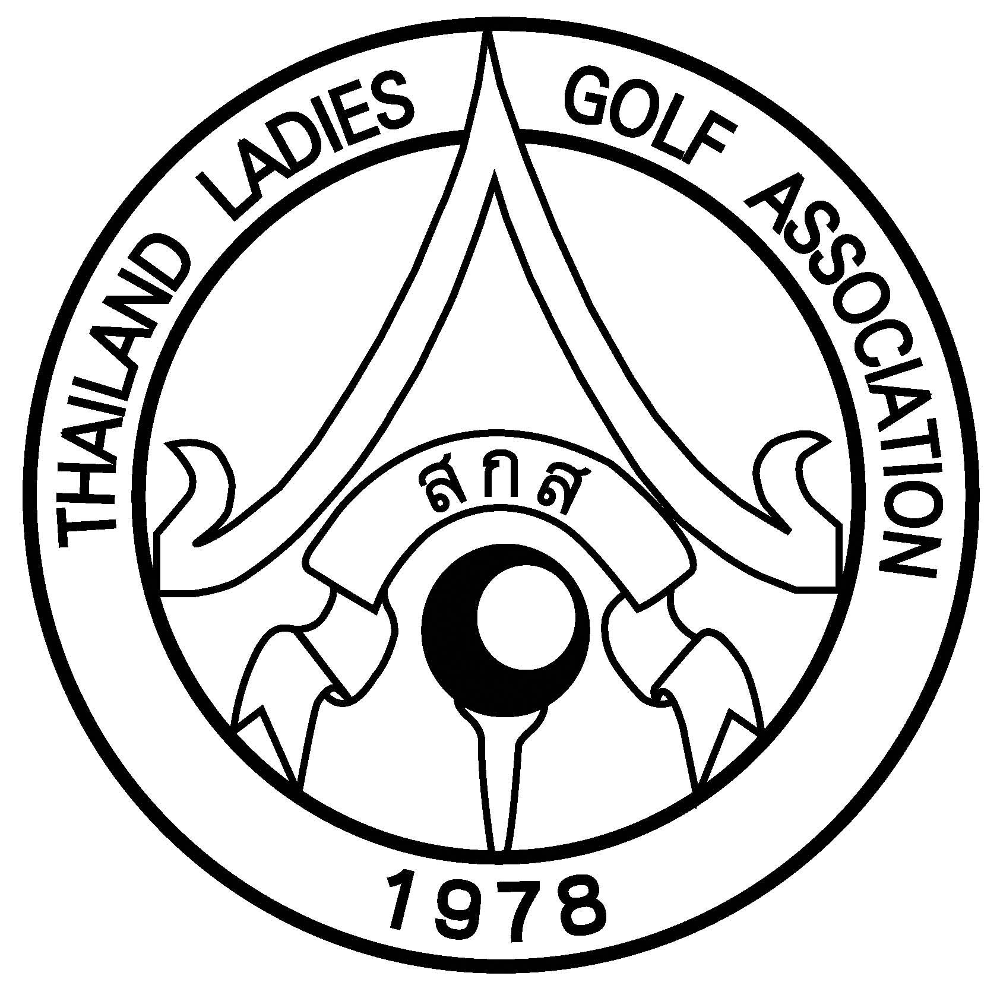 THAILAND LADIES GOLF ASSOCIATION
สกส
1978